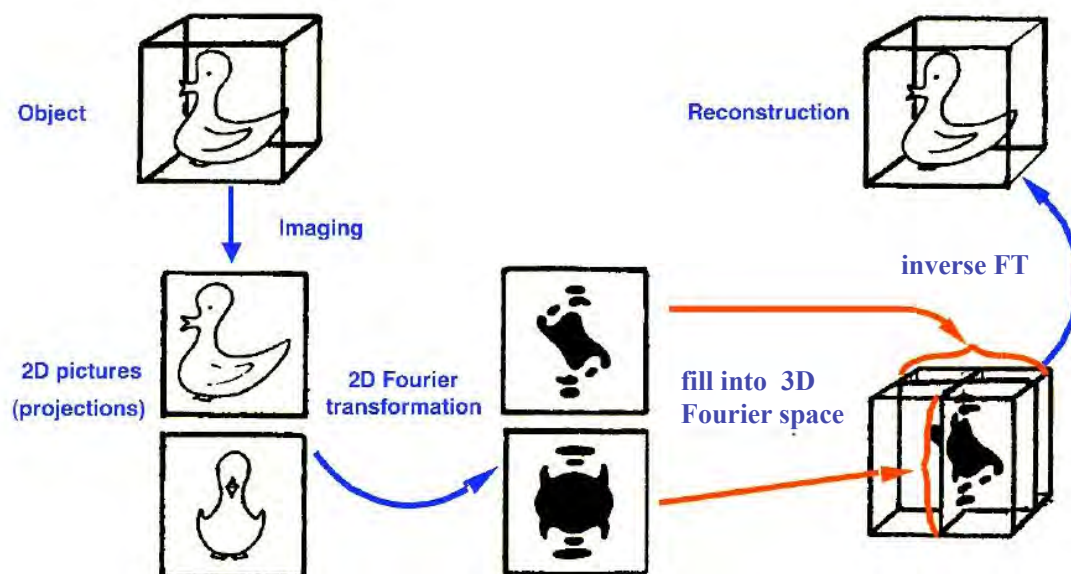 Object
Reconstruction
Imaging
inverse FT
2D pictures
(projections)
2D Fourier
transformation
fill into 3D
Fourier space